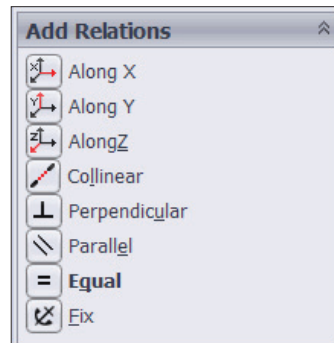 Add Relations
Along X
Along Y
AlongZ
Collinear
Perpendicular
Parallel
Equal
Fix